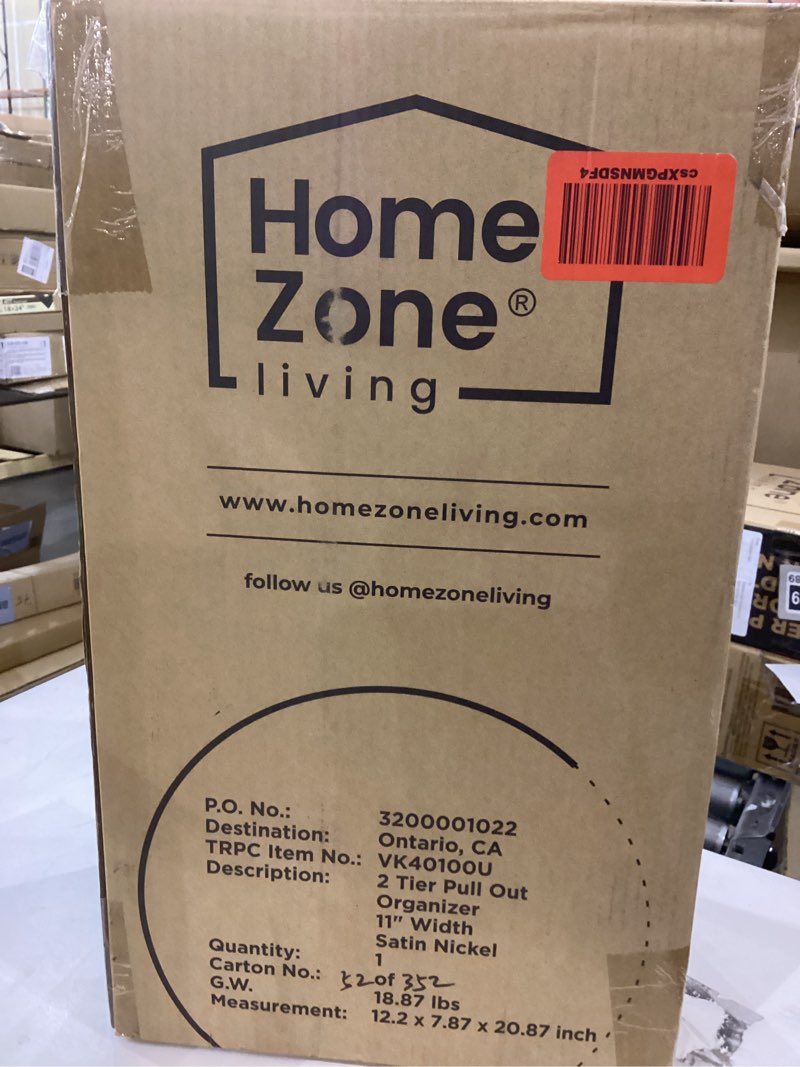 csXPGMNSDF4
Home
Zone®
living
www.homezoneliving.com
follow us @homezoneliving
P.O. No.: 3200001022
Destination: Ontario, CA
TRPC Item No.: VK40100U
Description: 2 Tier Pull Out
Organizer
11" Width
Satin Nickel
Quantity: 1
Carton No.: 52 of 352
G.W. 18.87 lbs
Measurement: 12.2 x 7.87 x 20.87 inch